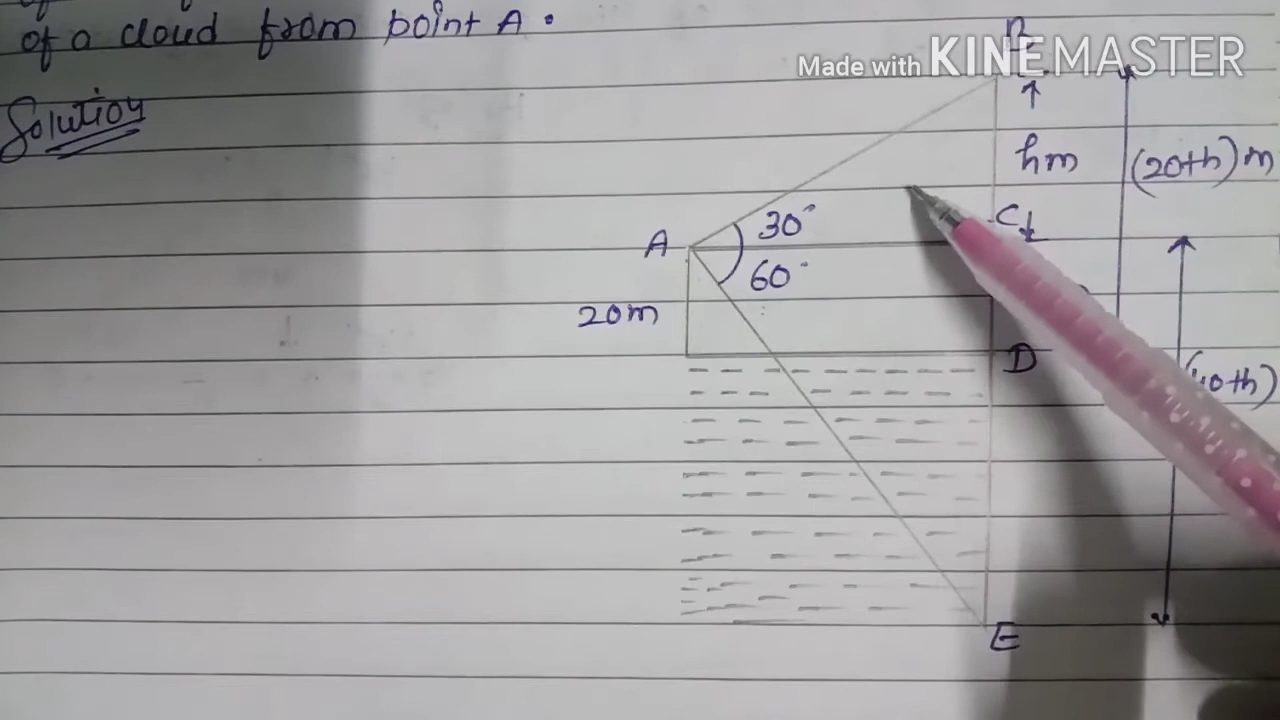 of a cloud from point A.
Made with KINEMASTER
Solution
hm
(20+h)m
C
A
30°
60°
20m
D
E